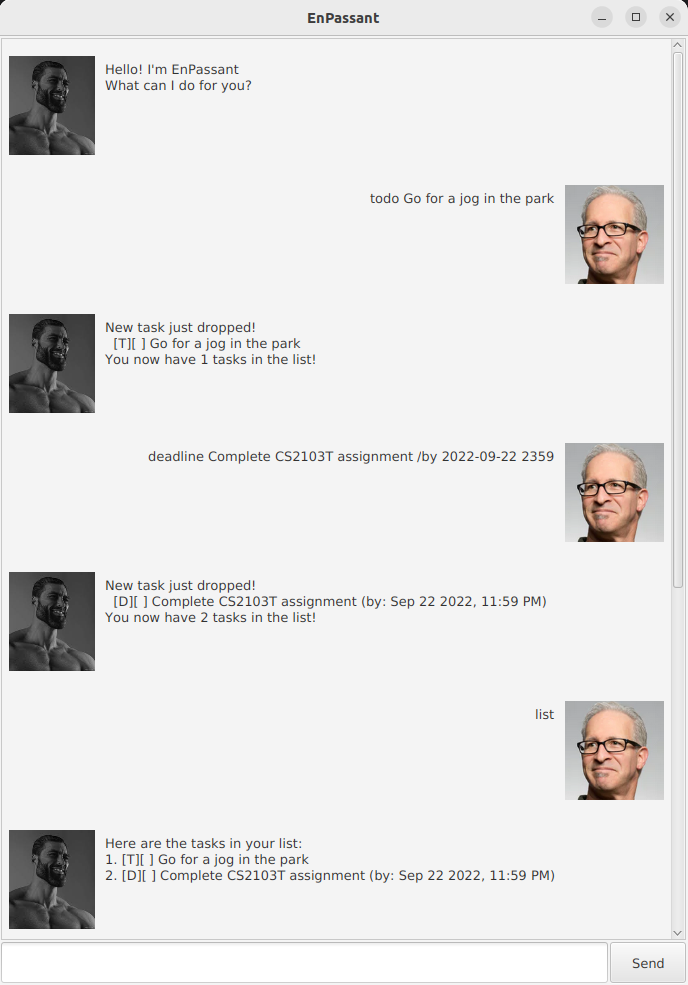 EnPassant
Hello! I'm EnPassant
What can I do for you?
todo Go for a jog in the park
New task just dropped!
[T][ ] Go for a jog in the park
You now have 1 tasks in the list!
deadline Complete CS2103T assignment /by 2022-09-22 2359
New task just dropped!
[D][ ] Complete CS2103T assignment (by: Sep 22 2022, 11:59 PM)
You now have 2 tasks in the list!
list
Here are the tasks in your list:
1. [T][ ] Go for a jog in the park
2. [D][ ] Complete CS2103T assignment (by: Sep 22 2022, 11:59 PM)
Send